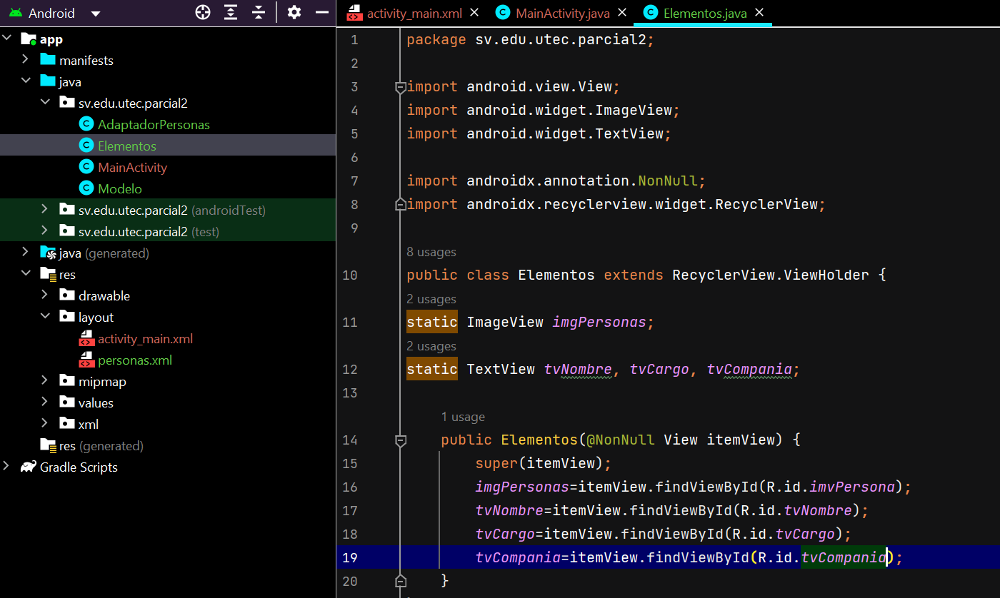 Android
app
manifests
java
sv.edu.utec.parcial2
AdaptadorPersonas
Elementos
MainActivity
Modelo
sv.edu.utec.parcial2 (androidTest)
sv.edu.utec.parcial2 (test)
java (generated)
res
drawable
layout
activity_main.xml
personas.xml
mipmap
values
xml
res (generated)
Gradle Scripts
activity_main.xml MainActivity.java Elementos.java
1 package sv.edu.utec.parcial2;
2
3 import android.view.View;
4 import android.widget.ImageView;
5 import android.widget.TextView;
6
7 import androidx.annotation.NonNull;
8 import androidx.recyclerview.widget.RecyclerView;
9
8 usages
10 public class Elementos extends RecyclerView.ViewHolder {
2 usages
11 static ImageView imgPersonas;
2 usages
12 static TextView tvNombre, tvCargo, tvCompania;
13
1 usage
14 public Elementos(@NonNull View itemView) {
15 super(itemView);
16 imgPersonas=itemView.findViewById(R.id.imvPersona);
17 tvNombre=itemView.findViewById(R.id.tvNombre);
18 tvCargo=itemView.findViewById(R.id.tvCargo);
19 tvCompania=itemView.findViewById(R.id.tvCompania);
20 }